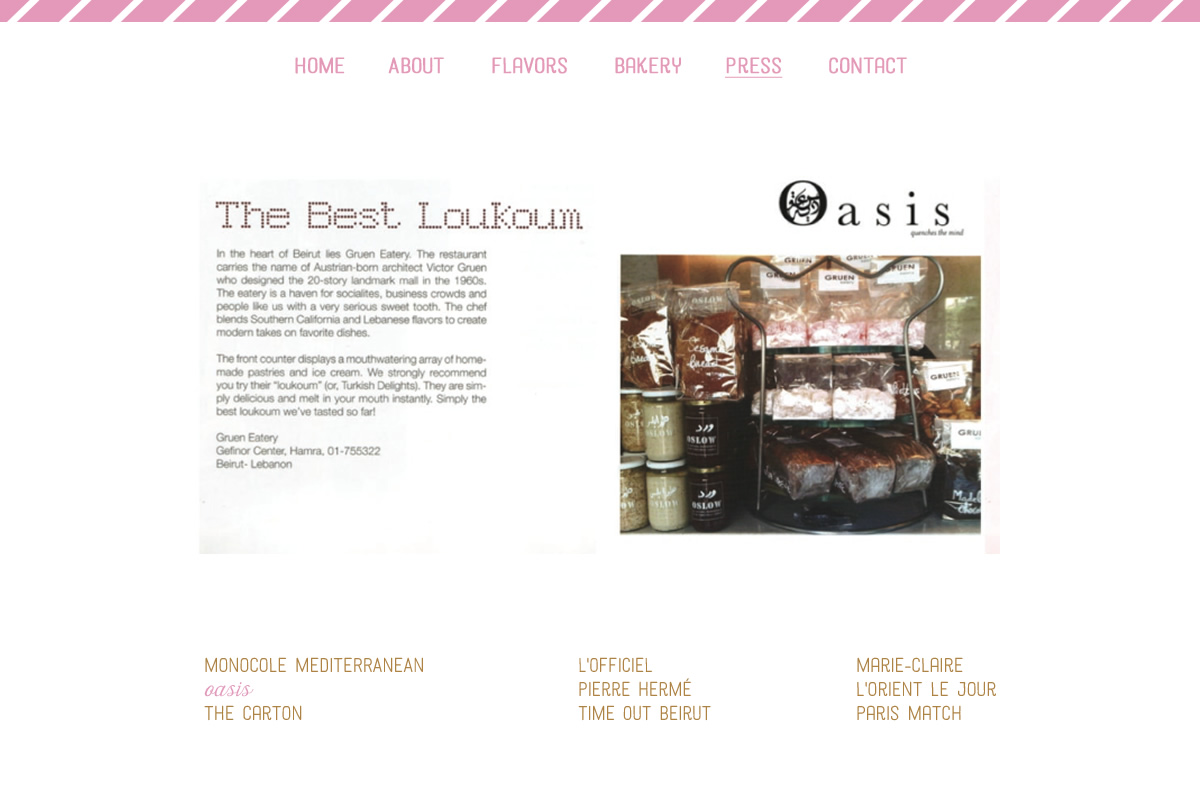 HOME ABOUT FLAVORS BAKERY PRESS CONTACT
The Best Loukoum
In the heart of Beirut lies Gruen Eatery. The restaurant
carries the name of Austrian-born architect Victor Gruen
who designed the 20-story landmark mall in the 1960s.
The eatery is a haven for socialites, business crowds and
people like us with a very serious sweet tooth. The chef
blends Southern California and Lebanese flavors to create
modern takes on favorite dishes.
The front counter displays a mouthwatering array of home-
made pastries and ice cream. We strongly recommend
you try their "loukoum" (or, Turkish Delights). They are sim-
ply delicious and melt in your mouth instantly. Simply the
best loukoum we've tasted so far!
Gruen Eatery
Gefinor Center, Hamra, 01-755322
Beirut- Lebanon
Oasis
quenches the mind
GRUEN
GRUEN
GRUEN
OSLOW
GRUEN
OSLOW
ورد
OSLOW
ورد
OSLOW
MONOCOLE MEDITERRANEAN
oasis
THE CARTON
L'OFFICIEL
PIERRE HERMÉ
TIME OUT BEIRUT
MARIE-CLAIRE
L'ORIENT LE JOUR
PARIS MATCH